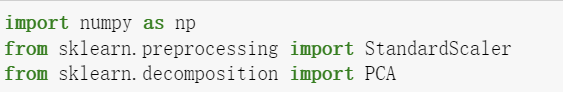 import numpy as np
from sklearn.preprocessing import StandardScaler
from sklearn.decomposition import PCA